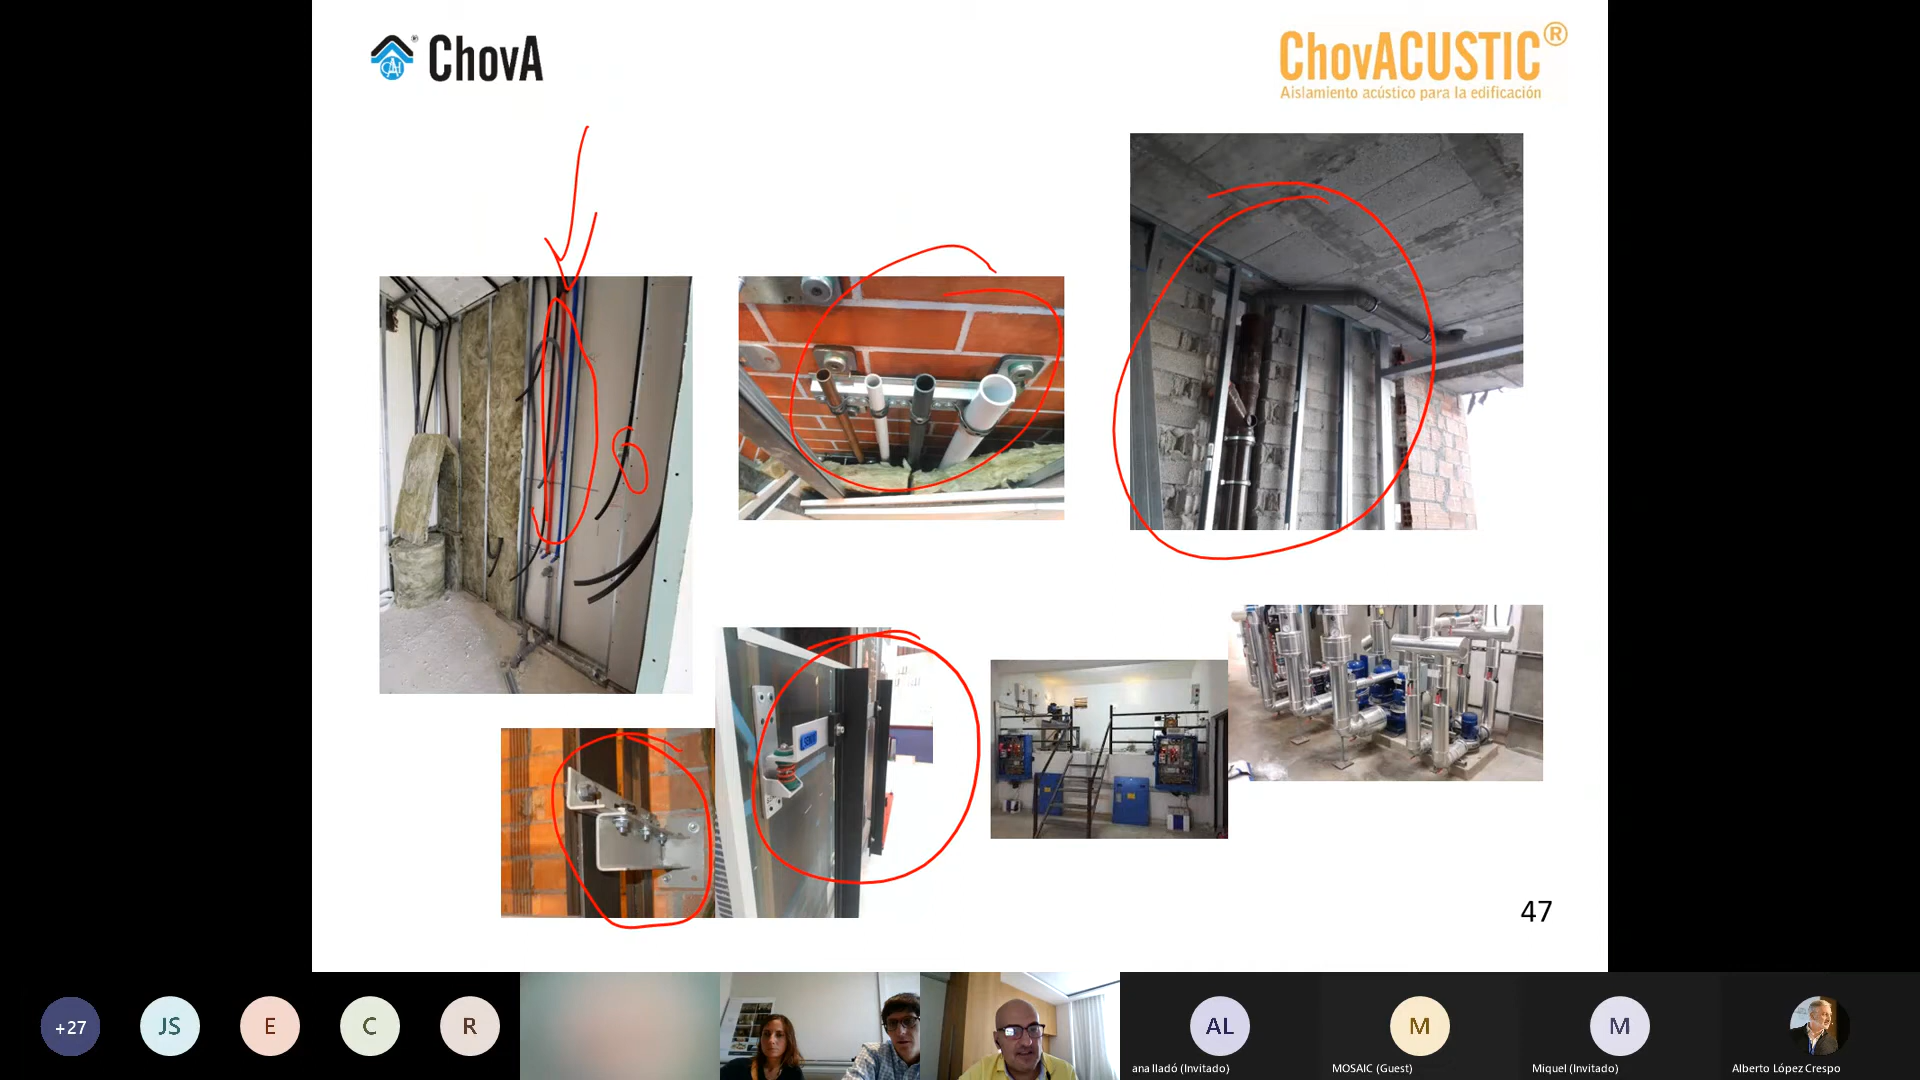 ChovA
ChovACUSTIC®
Aislamiento acústico para la edificación
47
+27
JS
E
C
R
AL
M
M
ana lladó (Invitado)
MOSAIC (Guest)
Miquel (Invitado)
Alberto López Crespo